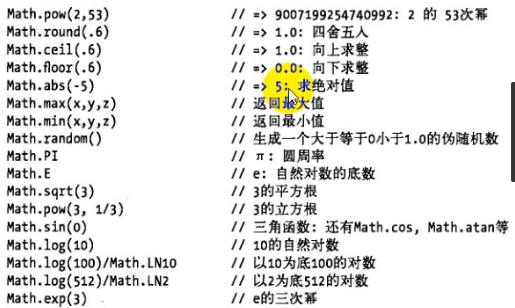 Math.pow(2,53) // => 9007199254740992: 2 的 53次幂
Math.round(.6) // => 1.0: 四舍五入
Math.ceil(.6) // => 1.0: 向上求整
Math.floor(.6) // => 0.0: 向下求整
Math.abs(-5) // => 5: 求绝对值
Math.max(x,y,z) // 返回最大值
Math.min(x,y,z) // 返回最小值
Math.random() // 生成一个大于等于0小于1.0的伪随机数
Math.PI // π: 圆周率
Math.E // e: 自然对数的底数
Math.sqrt(3) // 3的平方根
Math.pow(3, 1/3) // 3的立方根
Math.sin(0) // 三角函数: 还有Math.cos, Math.atan等
Math.log(10) // 10的自然对数
Math.log(100)/Math.LN10 // 以10为底100的对数
Math.log(512)/Math.LN2 // 以2为底512的对数
Math.exp(3) // e的三次幂